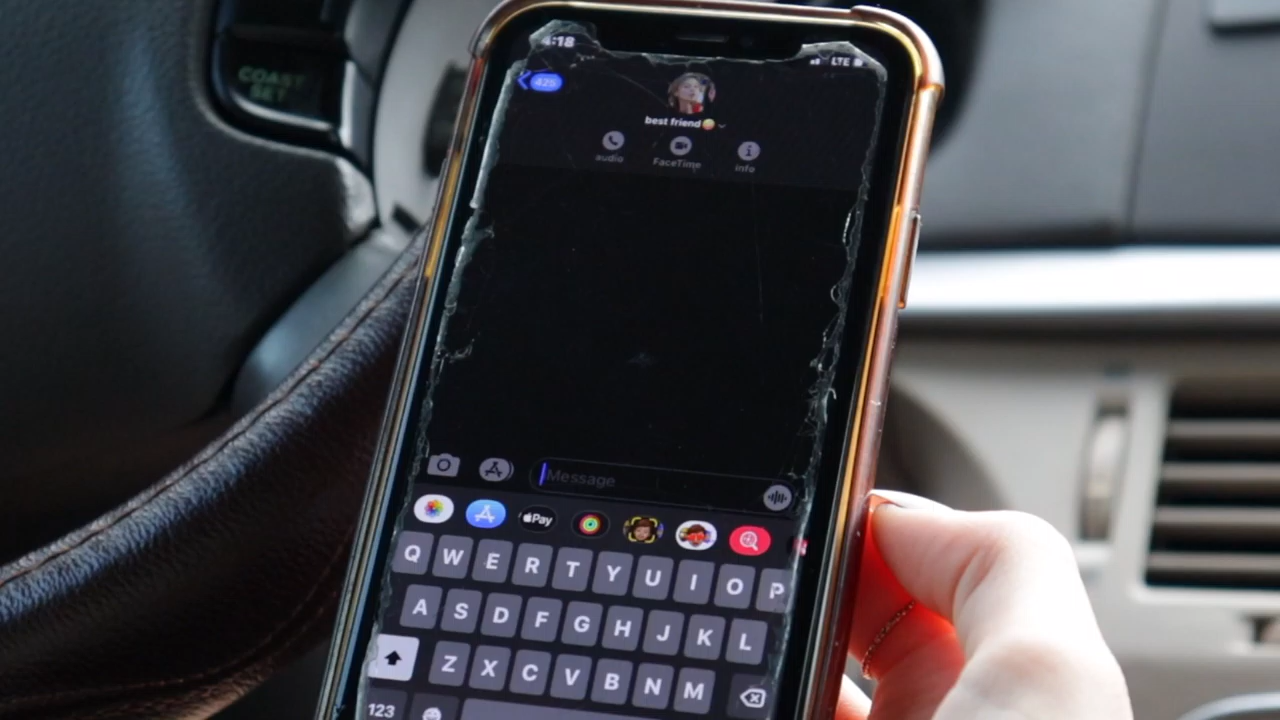 COAST
SET
4:18
LTE
425
best friend
audio
FaceTime
info
Message
Pay
Q W E R T Y U I O P
A S D F G H J K L
Z X C V B N M
123